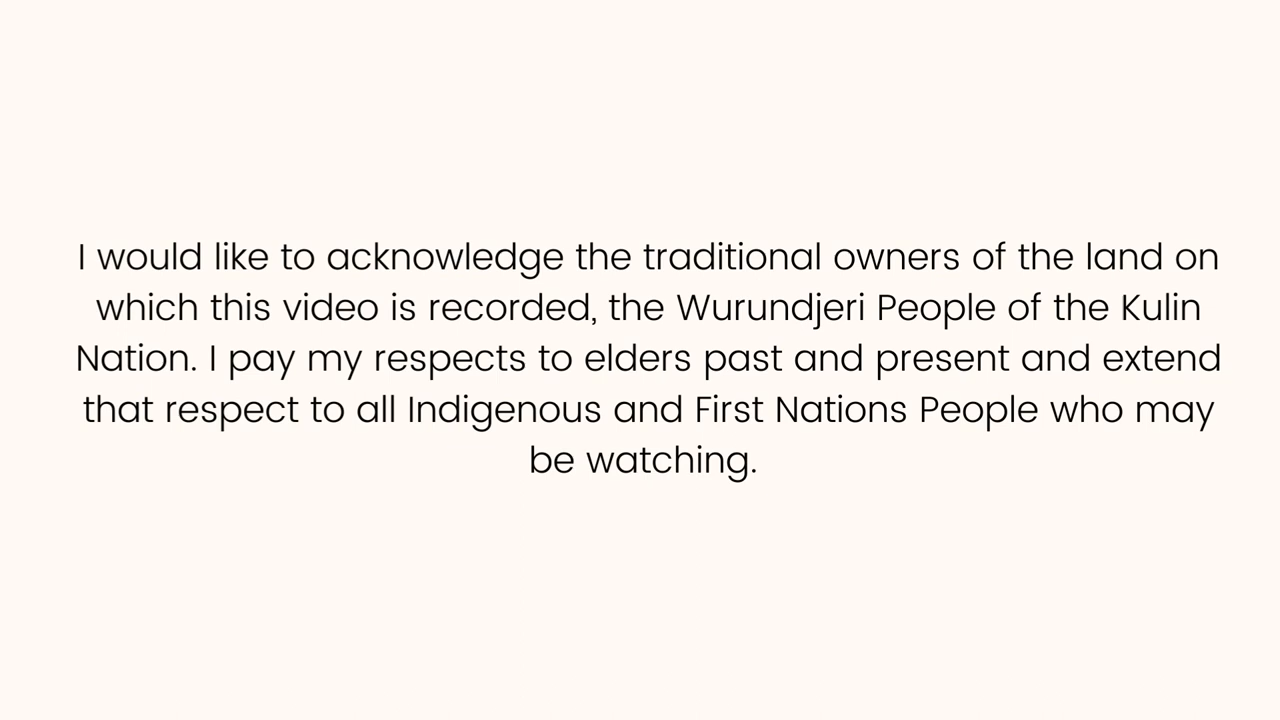 I would like to acknowledge the traditional owners of the land on
which this video is recorded, the Wurundjeri People of the Kulin
Nation. I pay my respects to elders past and present and extend
that respect to all Indigenous and First Nations People who may
be watching.